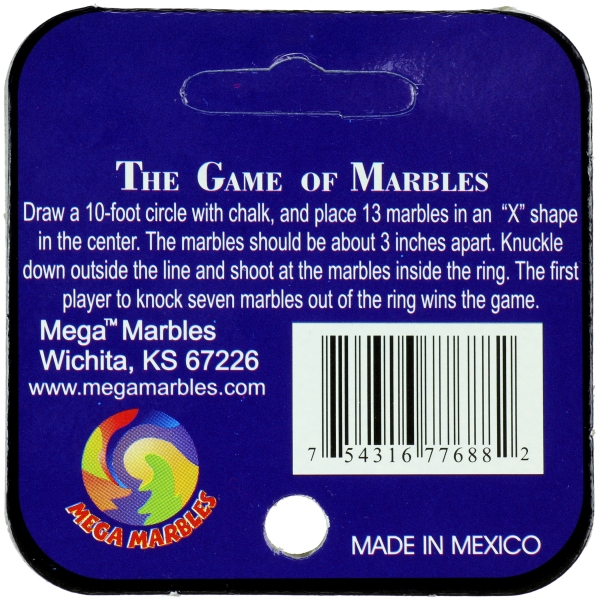 THE GAME OF MARBLES
Draw a 10-foot circle with chalk, and place 13 marbles in an "X" shape
in the center. The marbles should be about 3 inches apart. Knuckle
down outside the line and shoot at the marbles inside the ring. The first
player to knock seven marbles out of the ring wins the game.
Mega™ Marbles
Wichita, KS 67226
www.megamarbles.com
7 54316 77688 2
MEGA MARBLES
MADE IN MEXICO